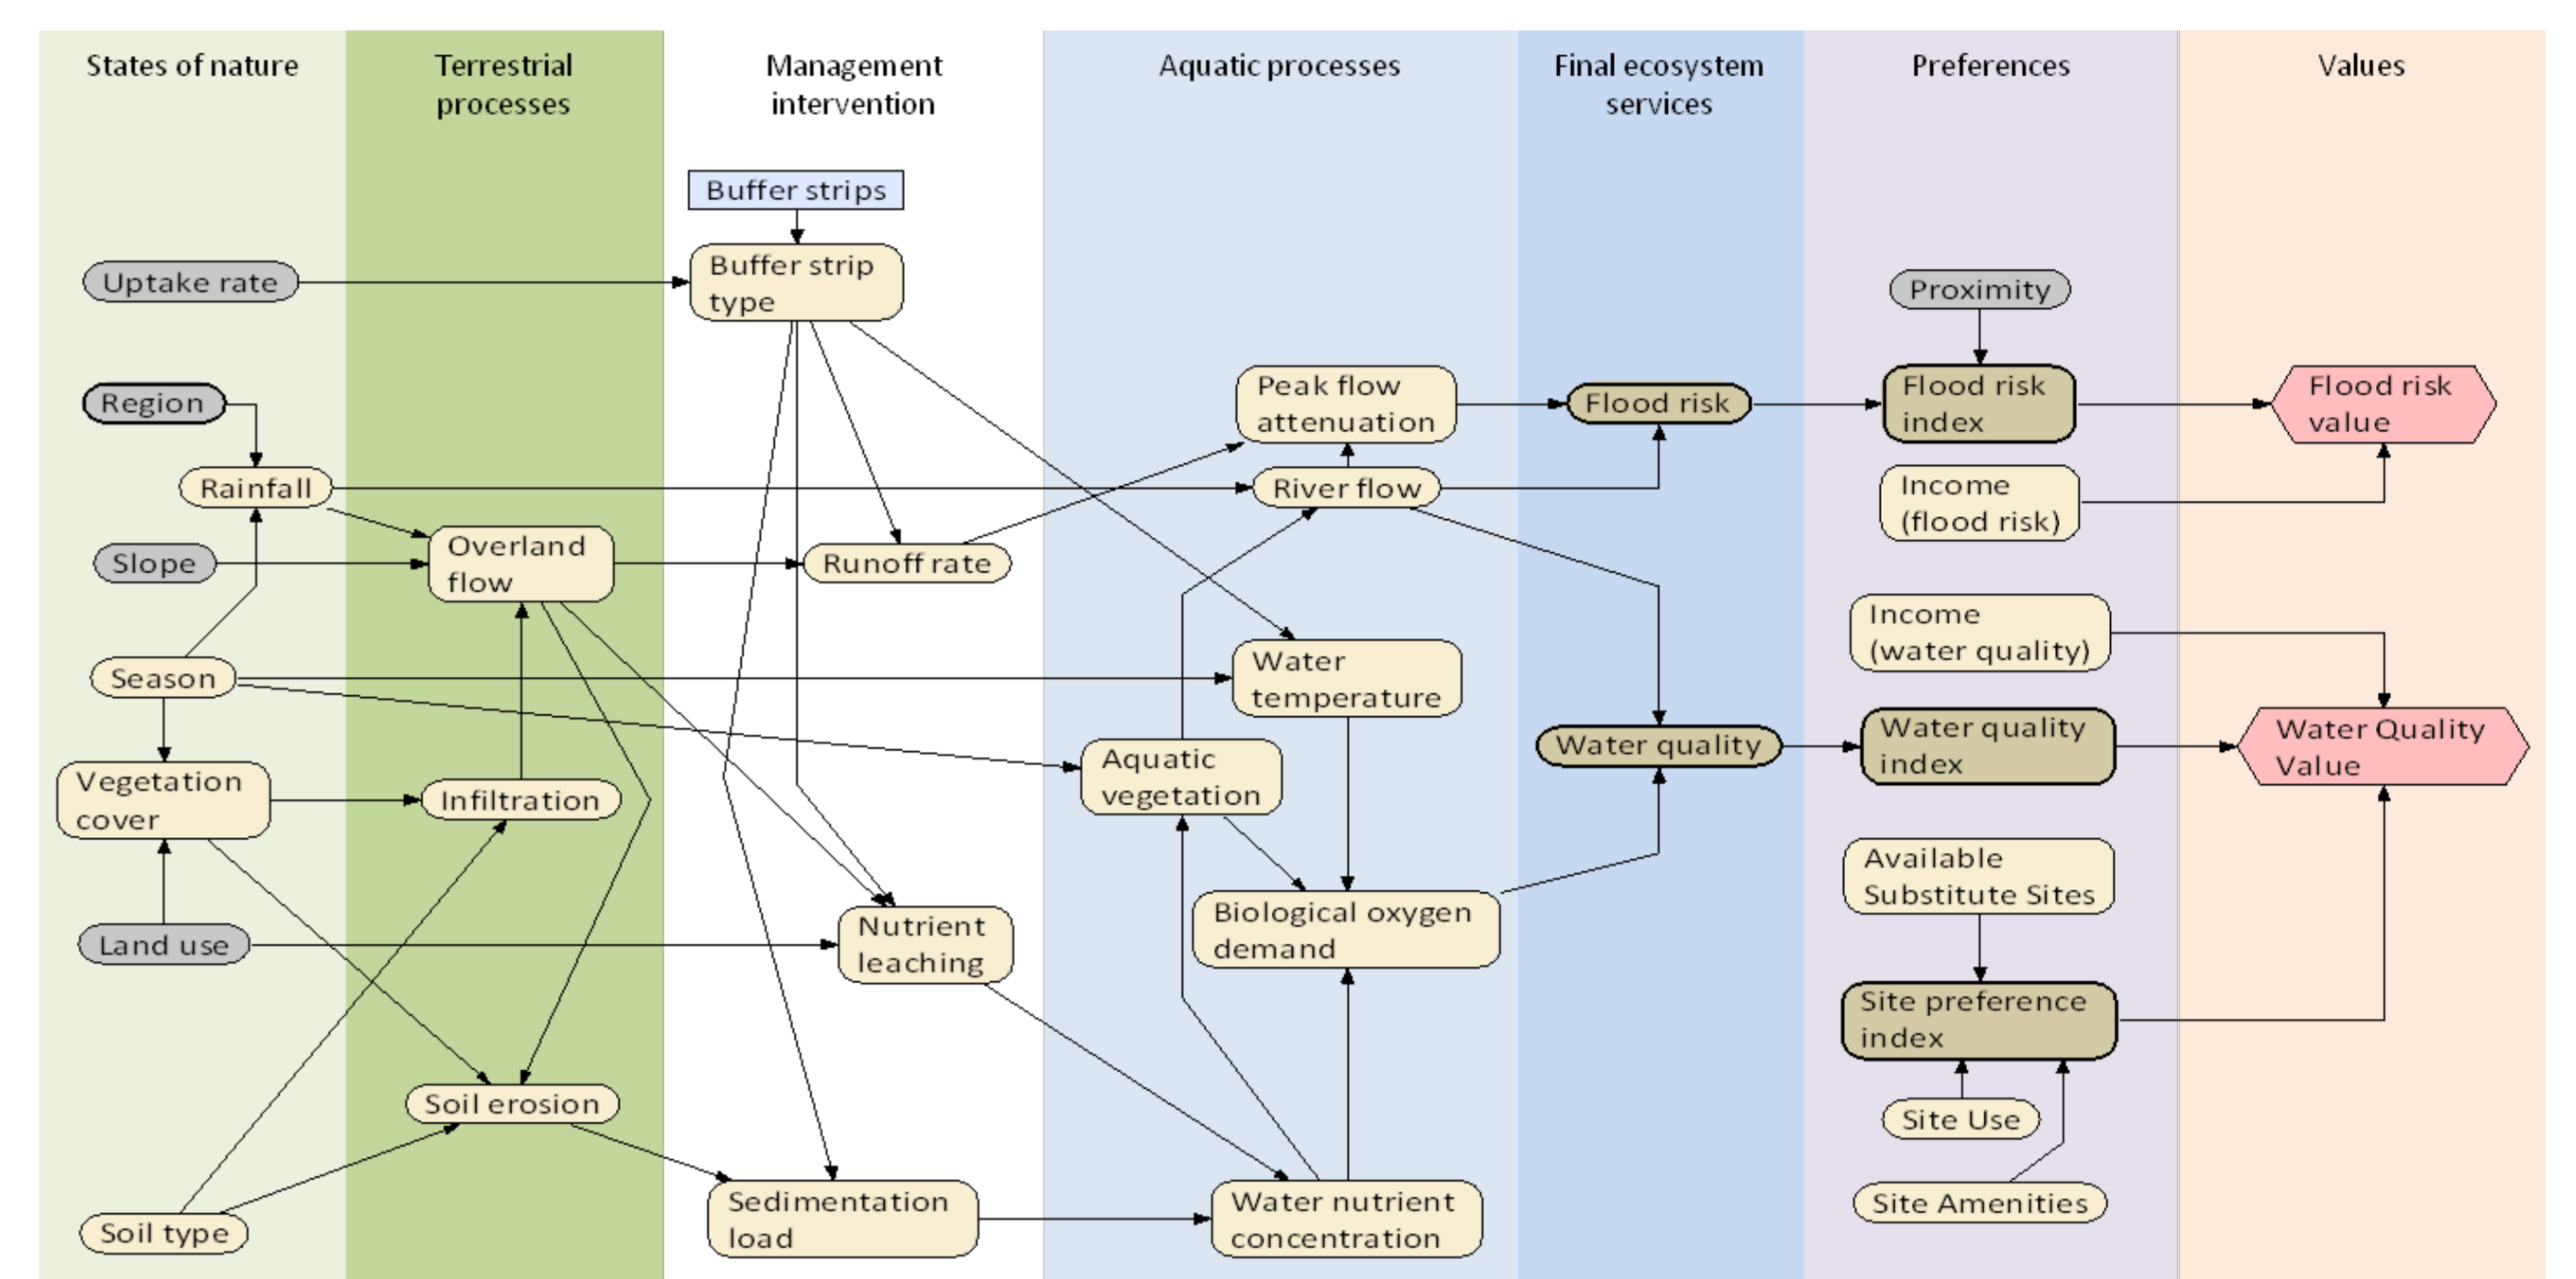 States of nature
Terrestrial
processes
Management
intervention
Aquatic processes
Final ecosystem
services
Preferences
Values
Buffer strips
Buffer strip
type
Uptake rate
Region
Rainfall
Slope
Season
Vegetation
cover
Land use
Soil type
Overland
flow
Infiltration
Soil erosion
Runoff rate
Nutrient
leaching
Sedimentation
load
Peak flow
attenuation
River flow
Water
temperature
Aquatic
vegetation
Biological oxygen
demand
Water nutrient
concentration
Flood risk
Water quality
Proximity
Flood risk
index
Income
(flood risk)
Income
(water quality)
Water quality
index
Available
Substitute Sites
Site preference
index
Site Use
Site Amenities
Flood risk
value
Water Quality
Value